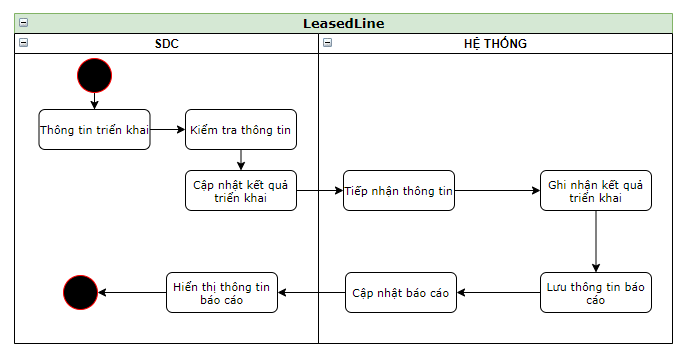 LeasedLine
SDC
HỆ THỐNG
Thông tin triển khai
Kiểm tra thông tin
Cập nhật kết quả
triển khai
Tiếp nhận thông tin
Ghi nhận kết quả
triển khai
Hiển thị thông tin
báo cáo
Cập nhật báo cáo
Lưu thông tin báo
cáo